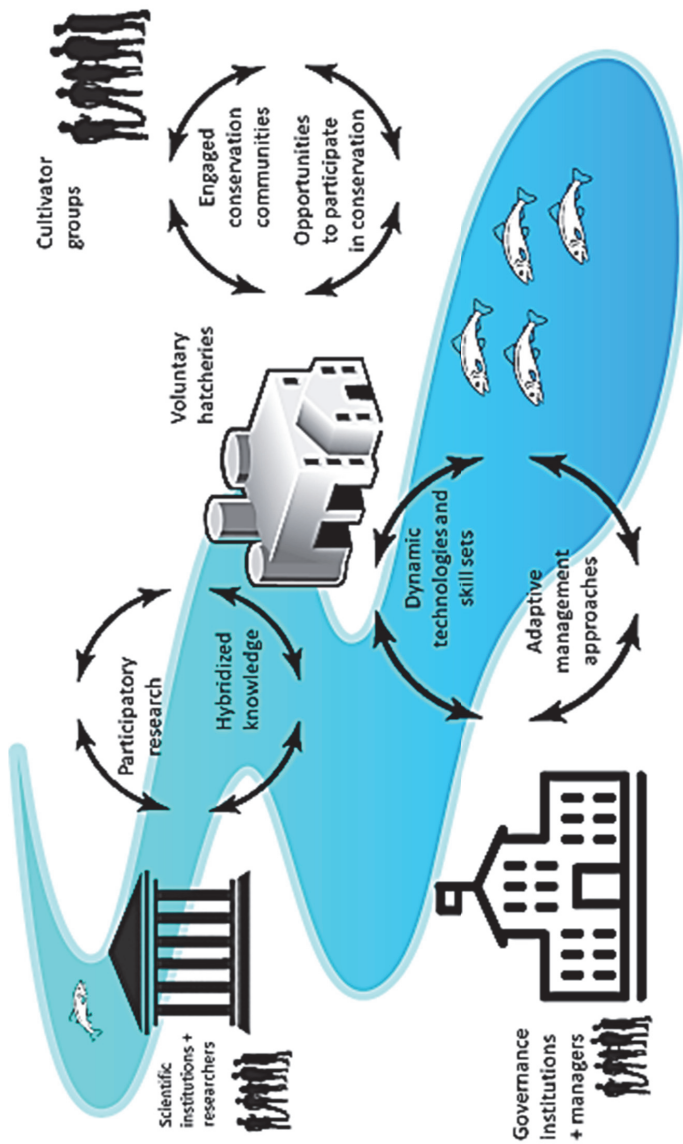 Scientific
institutions +
researchers
Participatory
research
Hybridized
knowledge
Voluntary
hatcheries
Cultivator
groups
Engaged
conservation
communities
Opportunities
to participate
in conservation
Governance
Institutions
+ managers
Dynamic
technologies and
skill sets
Adaptive
management
approaches